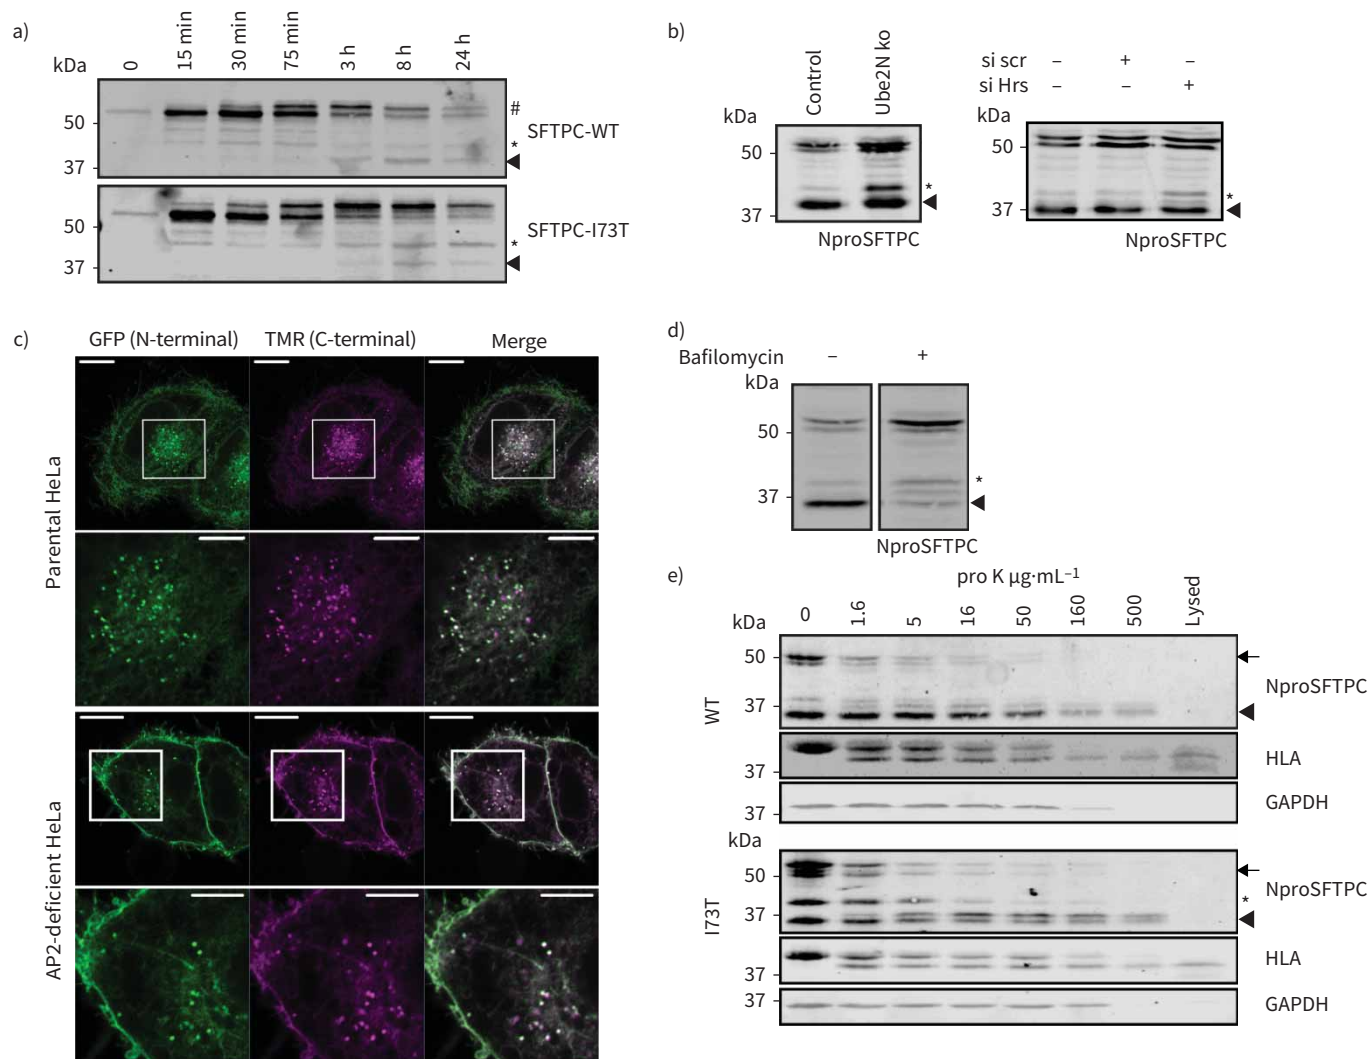 a)
kDa
0
15 min
30 min
75 min
3 h
8 h
24 h
50
37
#
*
SFTPC-WT
50
37
*
SFTPC-I73T
b)
kDa
Control
Ube2N ko
50
37
*
NproSFTPC
si scr – + –
si Hrs – – +
kDa
50
37
*
NproSFTPC
c)
GFP (N-terminal) TMR (C-terminal) Merge
Parental HeLa
AP2-deficient HeLa
d)
Bafilomycin – +
kDa
50
37
*
NproSFTPC
e)
pro K µg·mL⁻¹
kDa
0
1.6
5
16
50
160
500
Lysed
WT
50
37
NproSFTPC
37
HLA
37
GAPDH
kDa
I73T
50
37
*
NproSFTPC
37
HLA
37
GAPDH